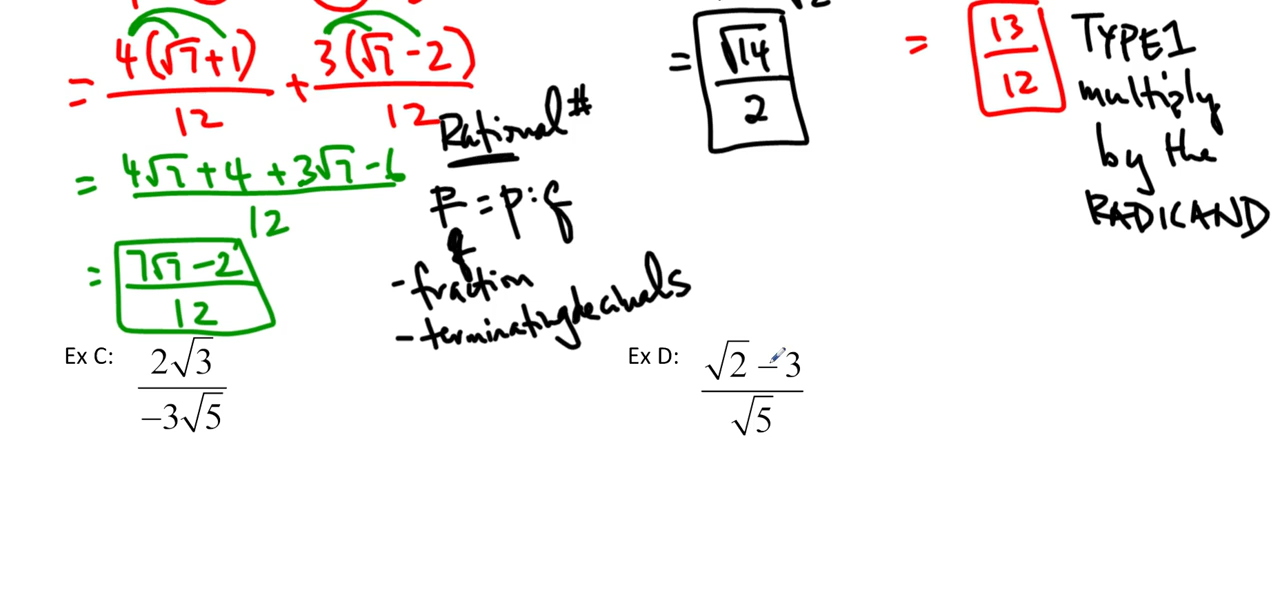 = 4(√7+1)/12 + 3(√7-2)/12
= 4√7+4+3√7-6/12
= 7√7-2/12
Rational #
p/q = p:q
- fraction
- terminating decimals
= √14/2
= 13/12
TYPE 1
multiply
by the
RADICAND
Ex C: 2√3/-3√5
Ex D: √2-3/√5